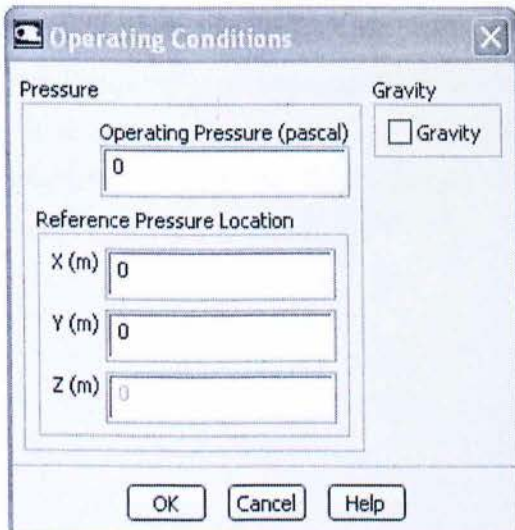 Operating Conditions
Pressure
Gravity
Operating Pressure (pascal)
Gravity
0
Reference Pressure Location
X (m) 0
Y (m) 0
Z (m) 0
OK Cancel Help